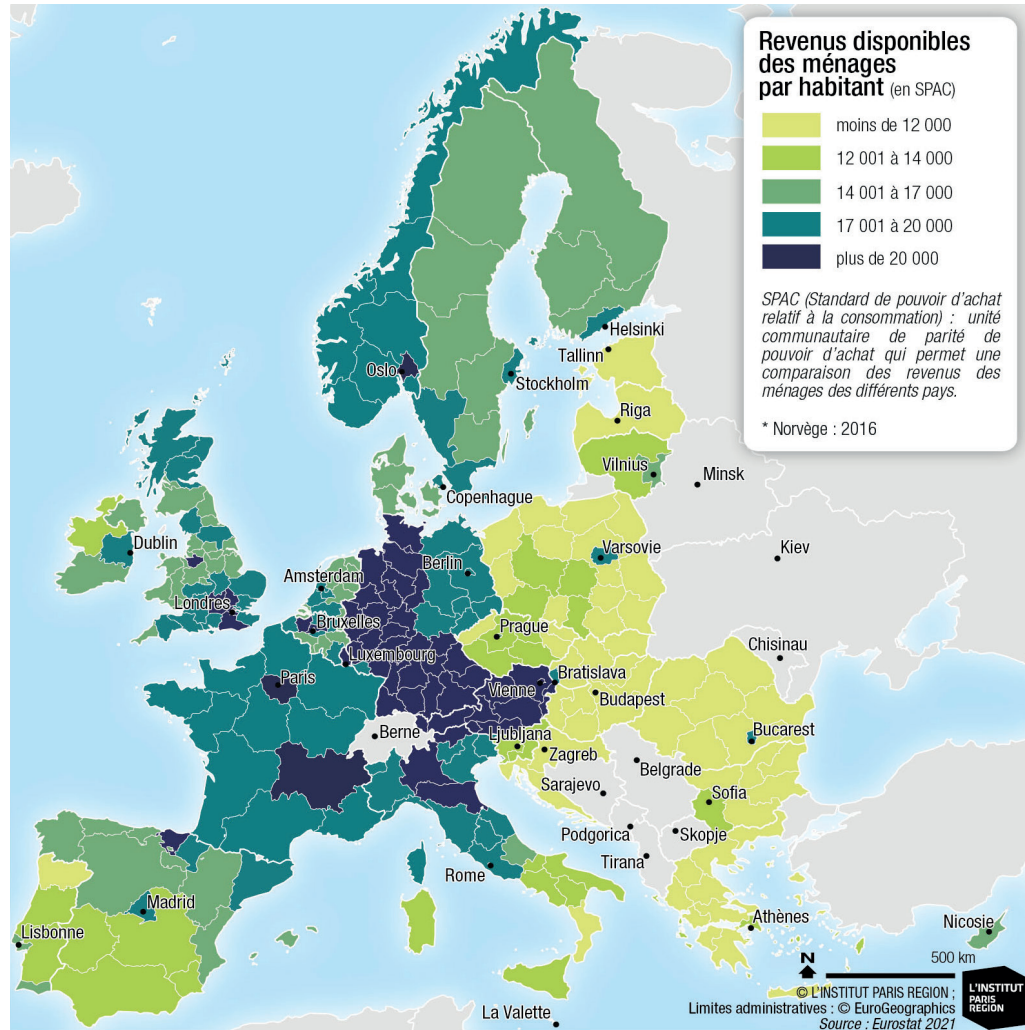 Revenus disponibles
des ménages
par habitant (en SPAC)
moins de 12 000
12 001 à 14 000
14 001 à 17 000
17 001 à 20 000
plus de 20 000
SPAC (Standard de pouvoir d'achat
relatif à la consommation) : unité
communautaire de parité de
pouvoir d'achat qui permet une
comparaison des revenus des
ménages des différents pays.
* Norvège : 2016
Helsinki
Tallinn
Oslo
Stockholm
Riga
Vilnius
Minsk
Copenhague
Dublin
Varsovie
Kiev
Berlin
Amsterdam
Londres
Bruxelles
Prague
Luxembourg
Chisinau
Paris
Bratislava
Vienne
Budapest
Berne
Ljubljana
Bucarest
Zagreb
Belgrade
Sarajevo
Sofia
Podgorica
Skopje
Tirana
Rome
Madrid
Athènes
Nicosie
Lisbonne
La Valette
N
500 km
© L'INSTITUT PARIS REGION ;
Limites administratives : © EuroGeographics
Source : Eurostat 2021
L'INSTITUT
PARIS
REGION